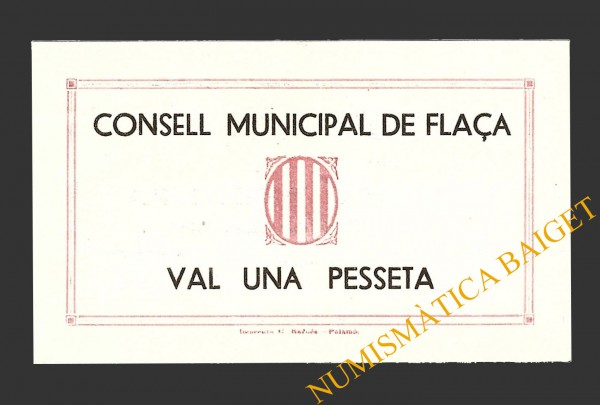 CONSELL MUNICIPAL DE FLAÇA
VAL UNA PESSETA
NUMISMÀTICA BAIGET